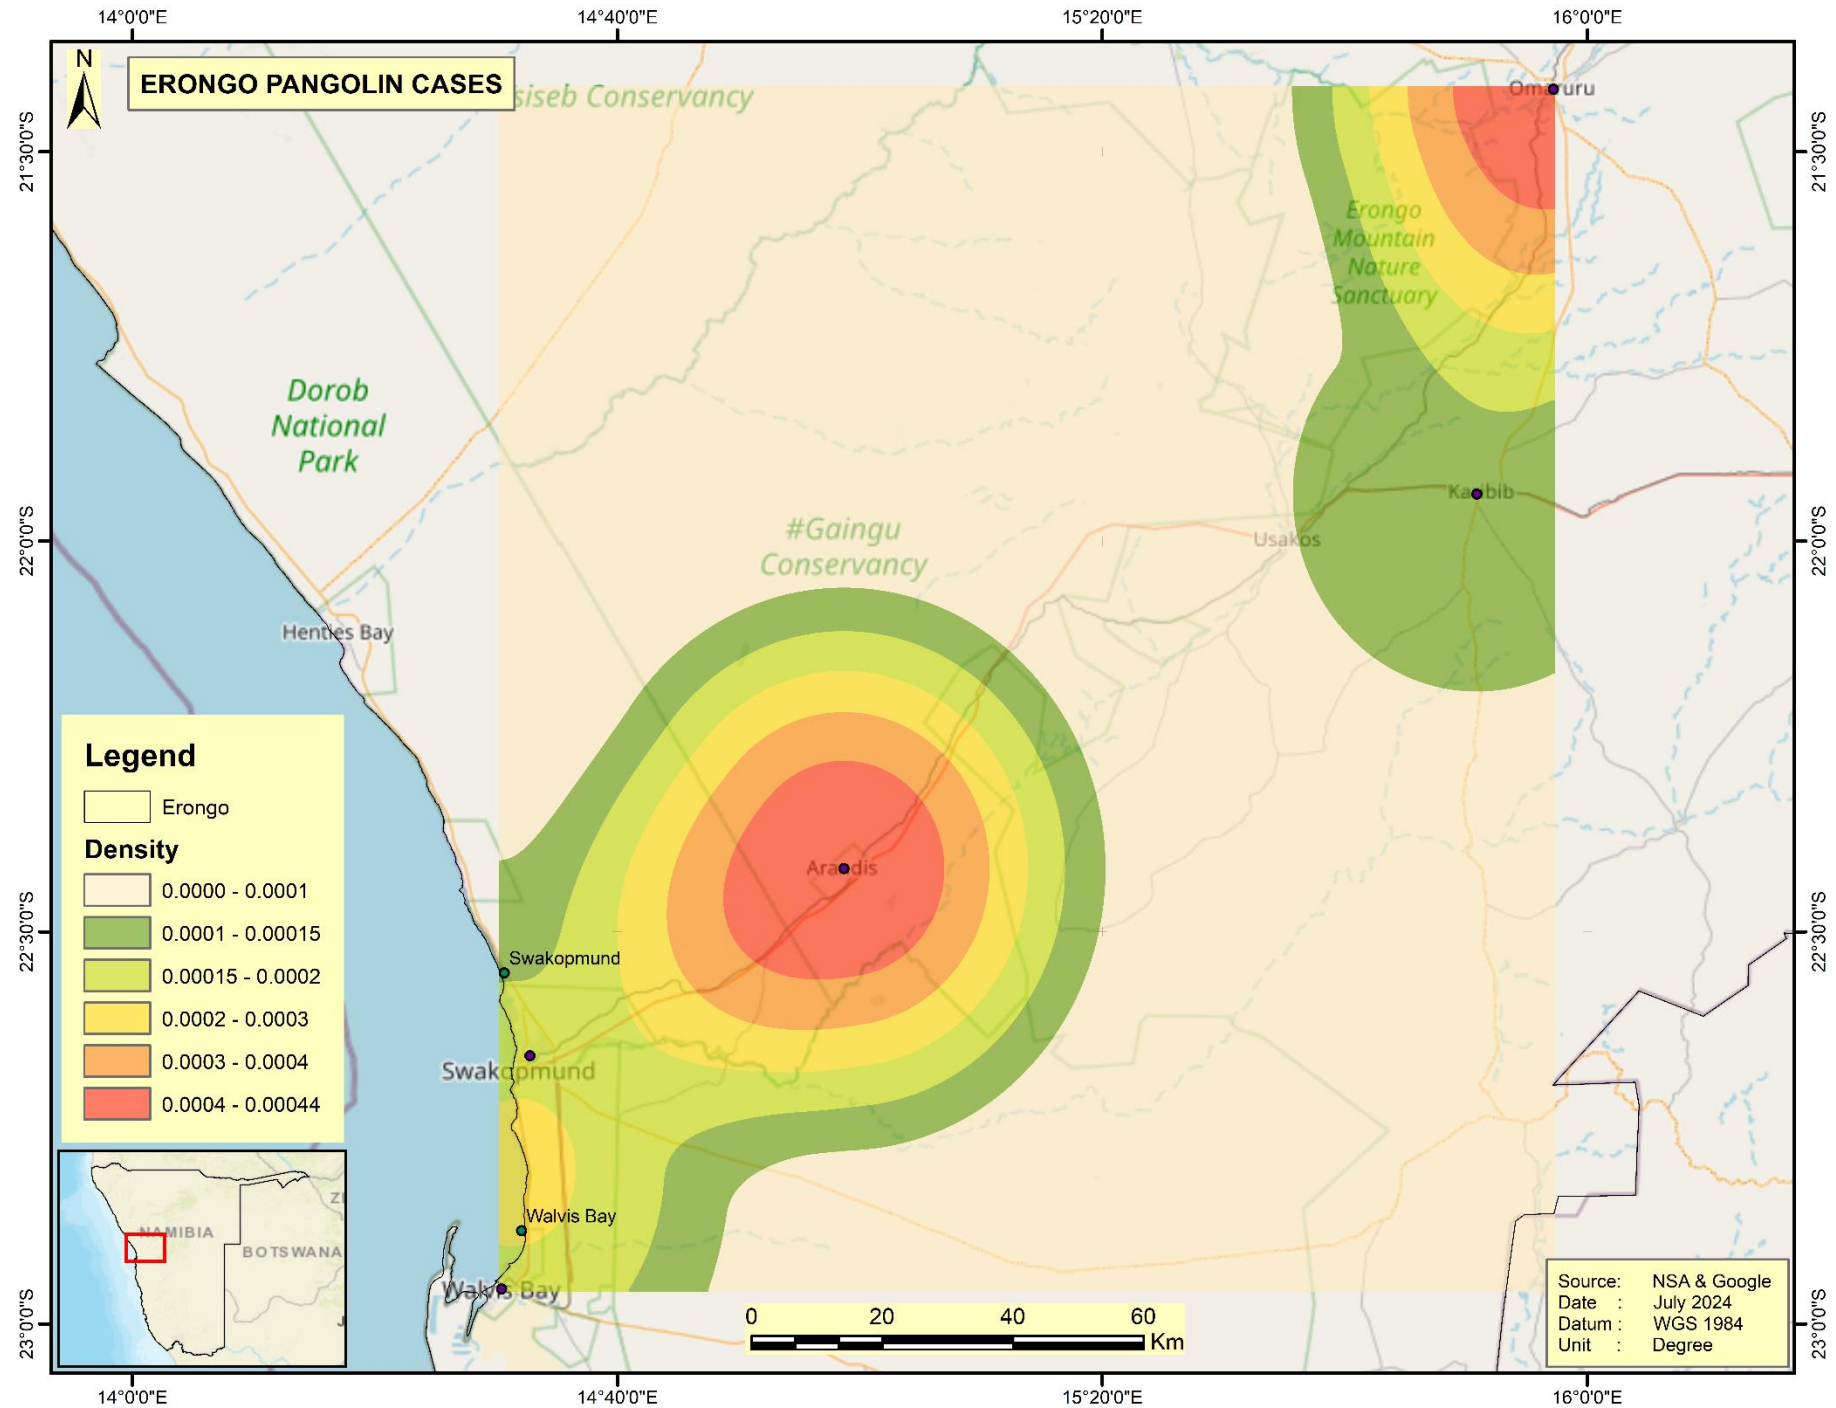 14°0'0"E
14°40'0"E
15°20'0"E
16°0'0"E
N
ERONGO PANGOLIN CASES
siseb Conservancy
Omaruru
21°30'0"S
21°30'0"S
Erongo
Mountain
Nature
Sanctuary
Dorob
National
Park
Karibib
#Gaingu
Conservancy
Usakos
22°0'0"S
22°0'0"S
Henties Bay
Legend
Erongo
Density
0.0000 - 0.0001
0.0001 - 0.00015
0.00015 - 0.0002
0.0002 - 0.0003
0.0003 - 0.0004
0.0004 - 0.00044
Arandis
22°30'0"S
22°30'0"S
Swakopmund
Swakopmund
Walvis Bay
Walvis Bay
NAMIBIA
BOTSWANA
ZI
J
0 20 40 60
Km
Source: NSA & Google
Date : July 2024
Datum : WGS 1984
Unit : Degree
23°0'0"S
23°0'0"S
14°0'0"E
14°40'0"E
15°20'0"E
16°0'0"E